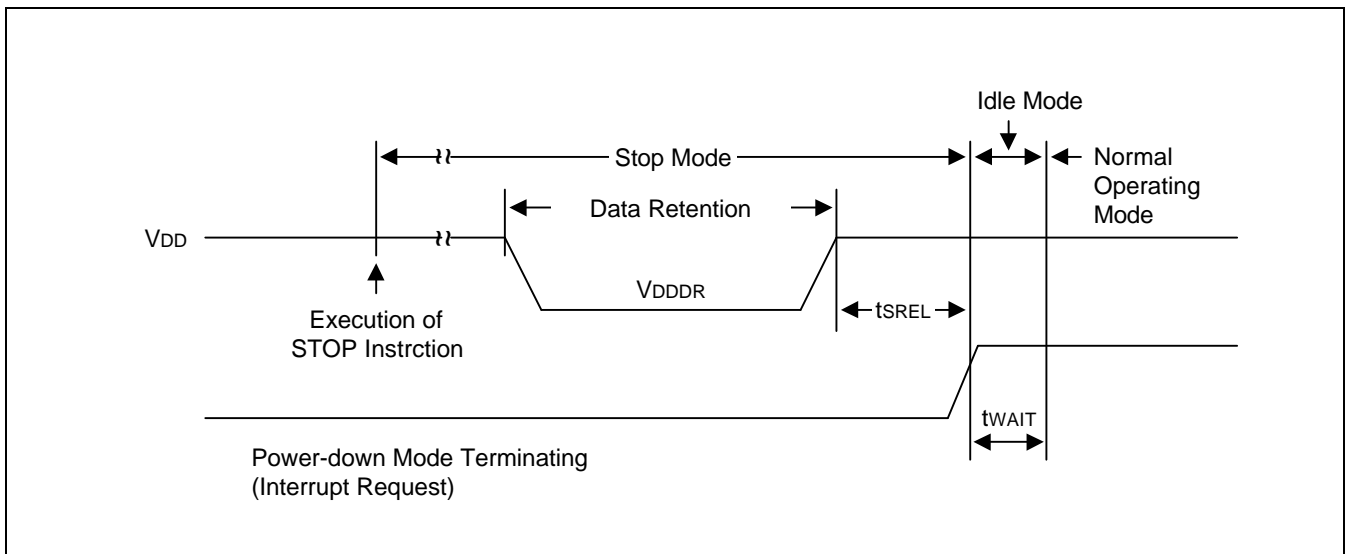 Idle Mode
Stop Mode
Normal
Operating
Mode
Data Retention
VDD
VDDDR
tSREL
Execution of
STOP Instrction
tWAIT
Power-down Mode Terminating
(Interrupt Request)